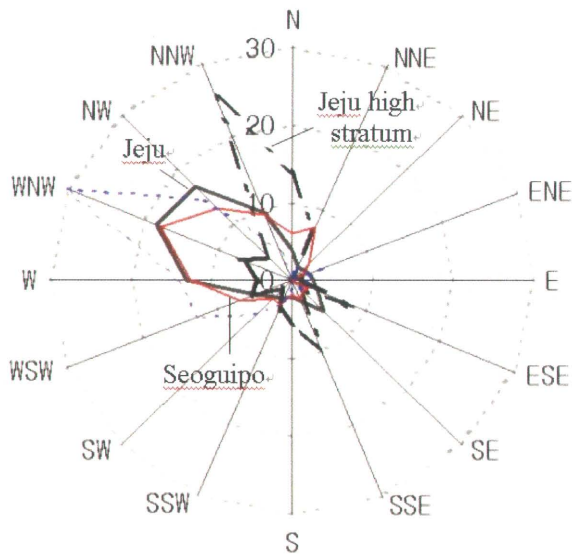 N
30
NNW
NNE
NW
Jeju high
stratum
NE
20
Jeju
WNW
10
ENE
W
0
E
WSW
Seoguipo
ESE
SW
SE
SSW
SSE
S